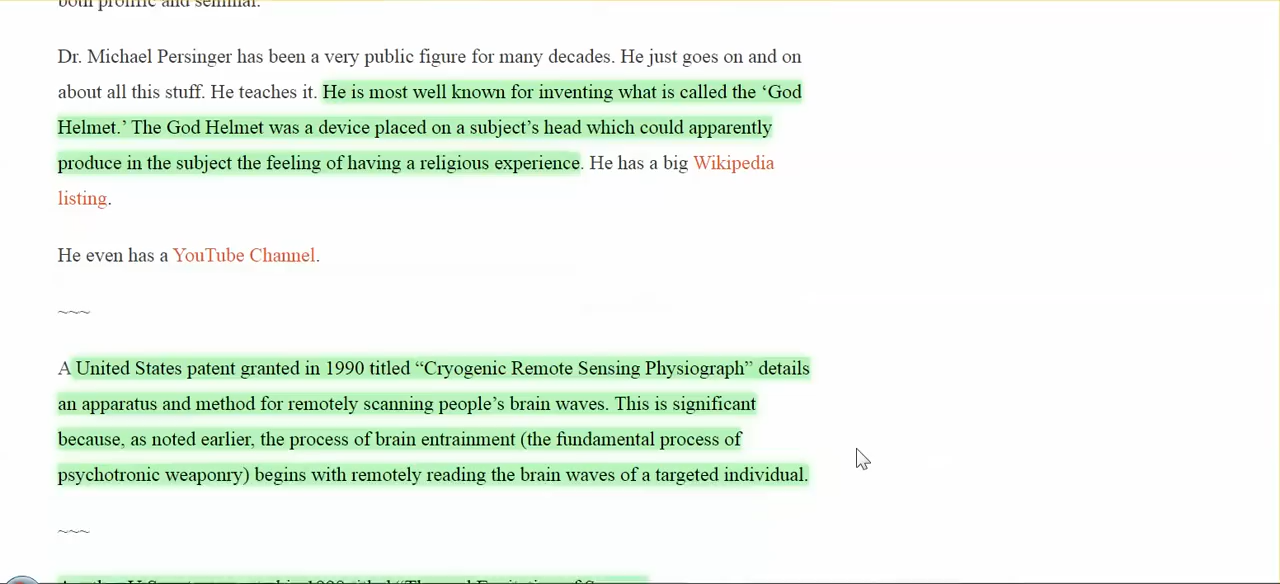 both prolific and seminal.
Dr. Michael Persinger has been a very public figure for many decades. He just goes on and on
about all this stuff. He teaches it. He is most well known for inventing what is called the ‘God
Helmet.’ The God Helmet was a device placed on a subject’s head which could apparently
produce in the subject the feeling of having a religious experience. He has a big Wikipedia
listing.
He even has a YouTube Channel.
~~~
A United States patent granted in 1990 titled “Cryogenic Remote Sensing Physiograph” details
an apparatus and method for remotely scanning people’s brain waves. This is significant
because, as noted earlier, the process of brain entrainment (the fundamental process of
psychotronic weaponry) begins with remotely reading the brain waves of a targeted individual.
~~~